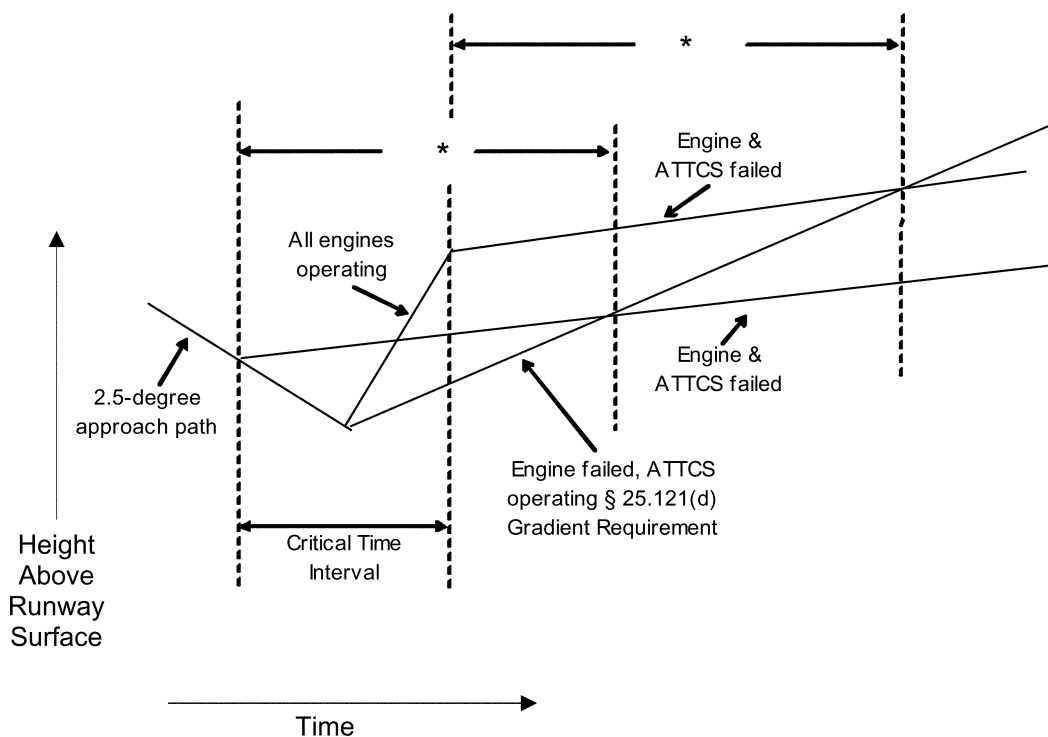 *
*
Engine &
ATTCS failed
All engines
operating
2.5-degree
approach path
Engine &
ATTCS failed
Engine failed, ATTCS
operating § 25.121(d)
Gradient Requirement
Critical Time
Interval
Height
Above
Runway
Surface
Time